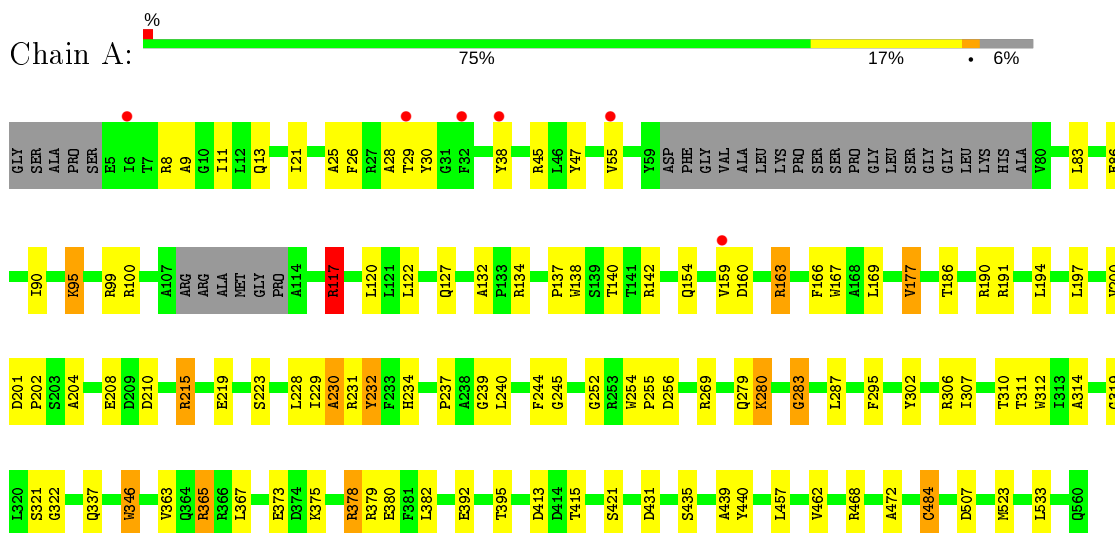 %
Chain A:
75% 17% • 6%
GLY SER ALA PRO SER E5 I6 T7 R8 A9 G10 I11 L12 Q13 I21 A25 F26 R27 A28 T29 Y30 G31 F32 Y38 R45 L46 Y47 V55 Y59 ASP PHE GLY VAL ALA LEU LYS PRO SER SER PRO GLY LEU SER GLY GLY LEU LYS HIS ALA V80 L83
I90 K95 R99 R100 A107 ARG ARG ALA MET GLY PRO A114 R117 L120 L121 L122 Q127 A132 P133 R134 P137 W138 S139 T140 T141 R142 Q154 V159 D160 R163 F166 W167 A168 L169 V177 T186 R190 R191 L194 L197
D201 P202 S203 A204 E208 D209 D210 R215 E219 S223 L228 I229 A230 R231 Y232 F233 H234 P237 A238 G239 L240 F244 G245 G252 R253 W254 P255 D256 R269 Q279 K280 G283 L287 F295 Y302 R306 I307 T310 T311 W312 I313 A314
L320 S321 G322 Q337 W346 V363 Q364 R365 R366 L367 E373 D374 K375 R378 R379 E380 F381 L382 E392 T395 D413 D414 T415 S421 D431 S435 A439 Y440 L457 V462 R468 A472 C484 D507 M523 L533 Q560